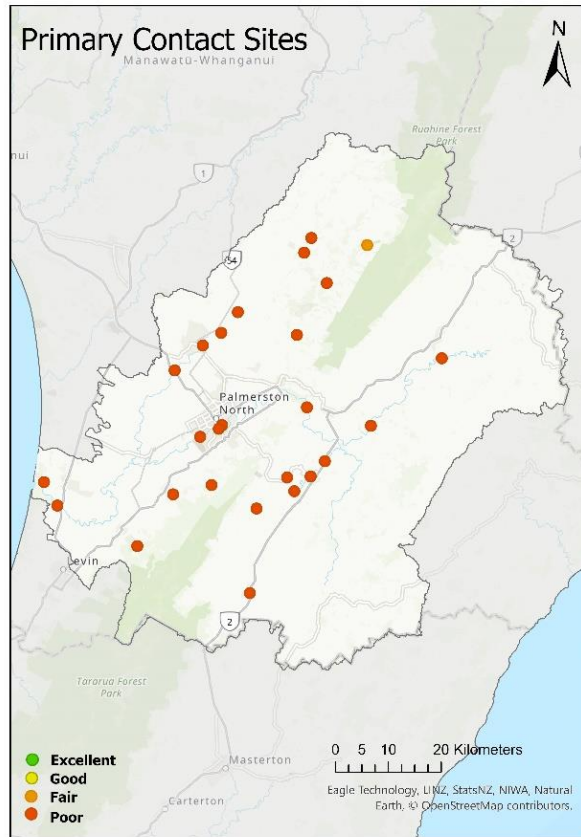 Primary Contact Sites
N
Manawatū-Whanganui
Ruahine Forest
Park
nui
1
2
54
Palmerston
North
Levin
2
Tararua Forest
Park
Excellent
Good
Fair
Poor
Masterton
Carterton
0 5 10 20 Kilometers
Eagle Technology, LINZ, StatsNZ, NIWA, Natural
Earth, © OpenStreetMap contributors.